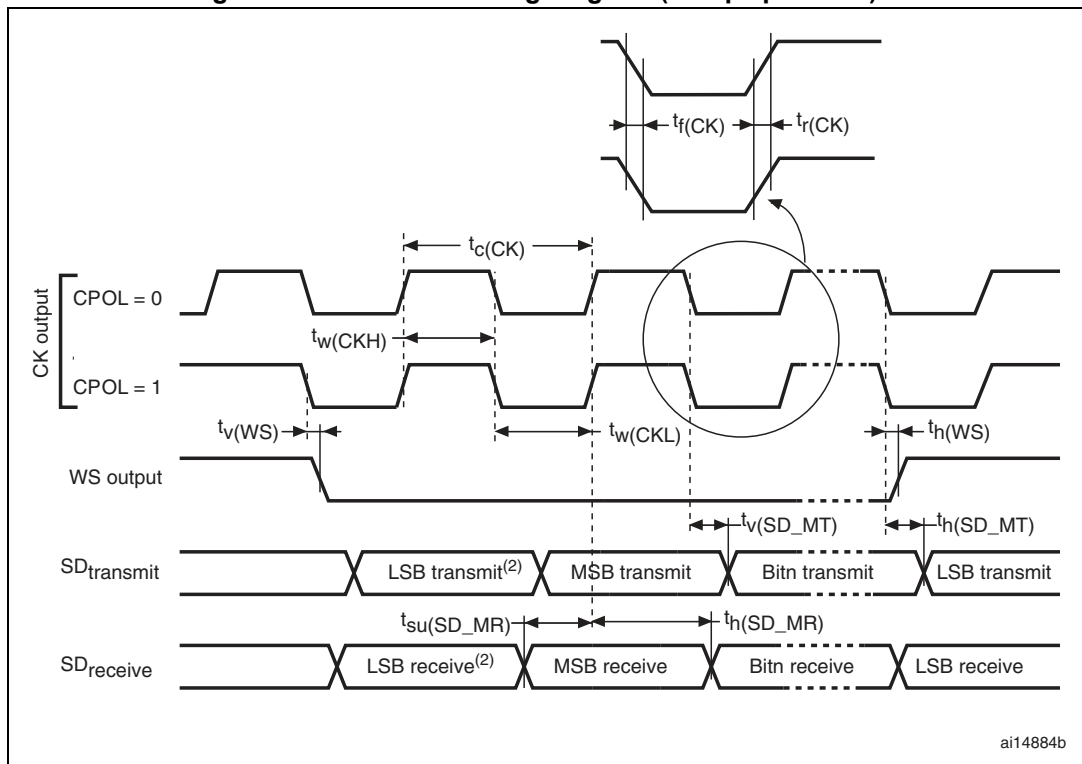 tf(CK)
tr(CK)
tc(CK)
CK output
CPOL = 0
tw(CKH)
CPOL = 1
tv(WS)
tw(CKL)
th(WS)
WS output
tv(SD_MT)
th(SD_MT)
SDtransmit
LSB transmit(2)
MSB transmit
Bitn transmit
LSB transmit
tsu(SD_MR)
th(SD_MR)
SDreceive
LSB receive(2)
MSB receive
Bitn receive
LSB receive
ai14884b